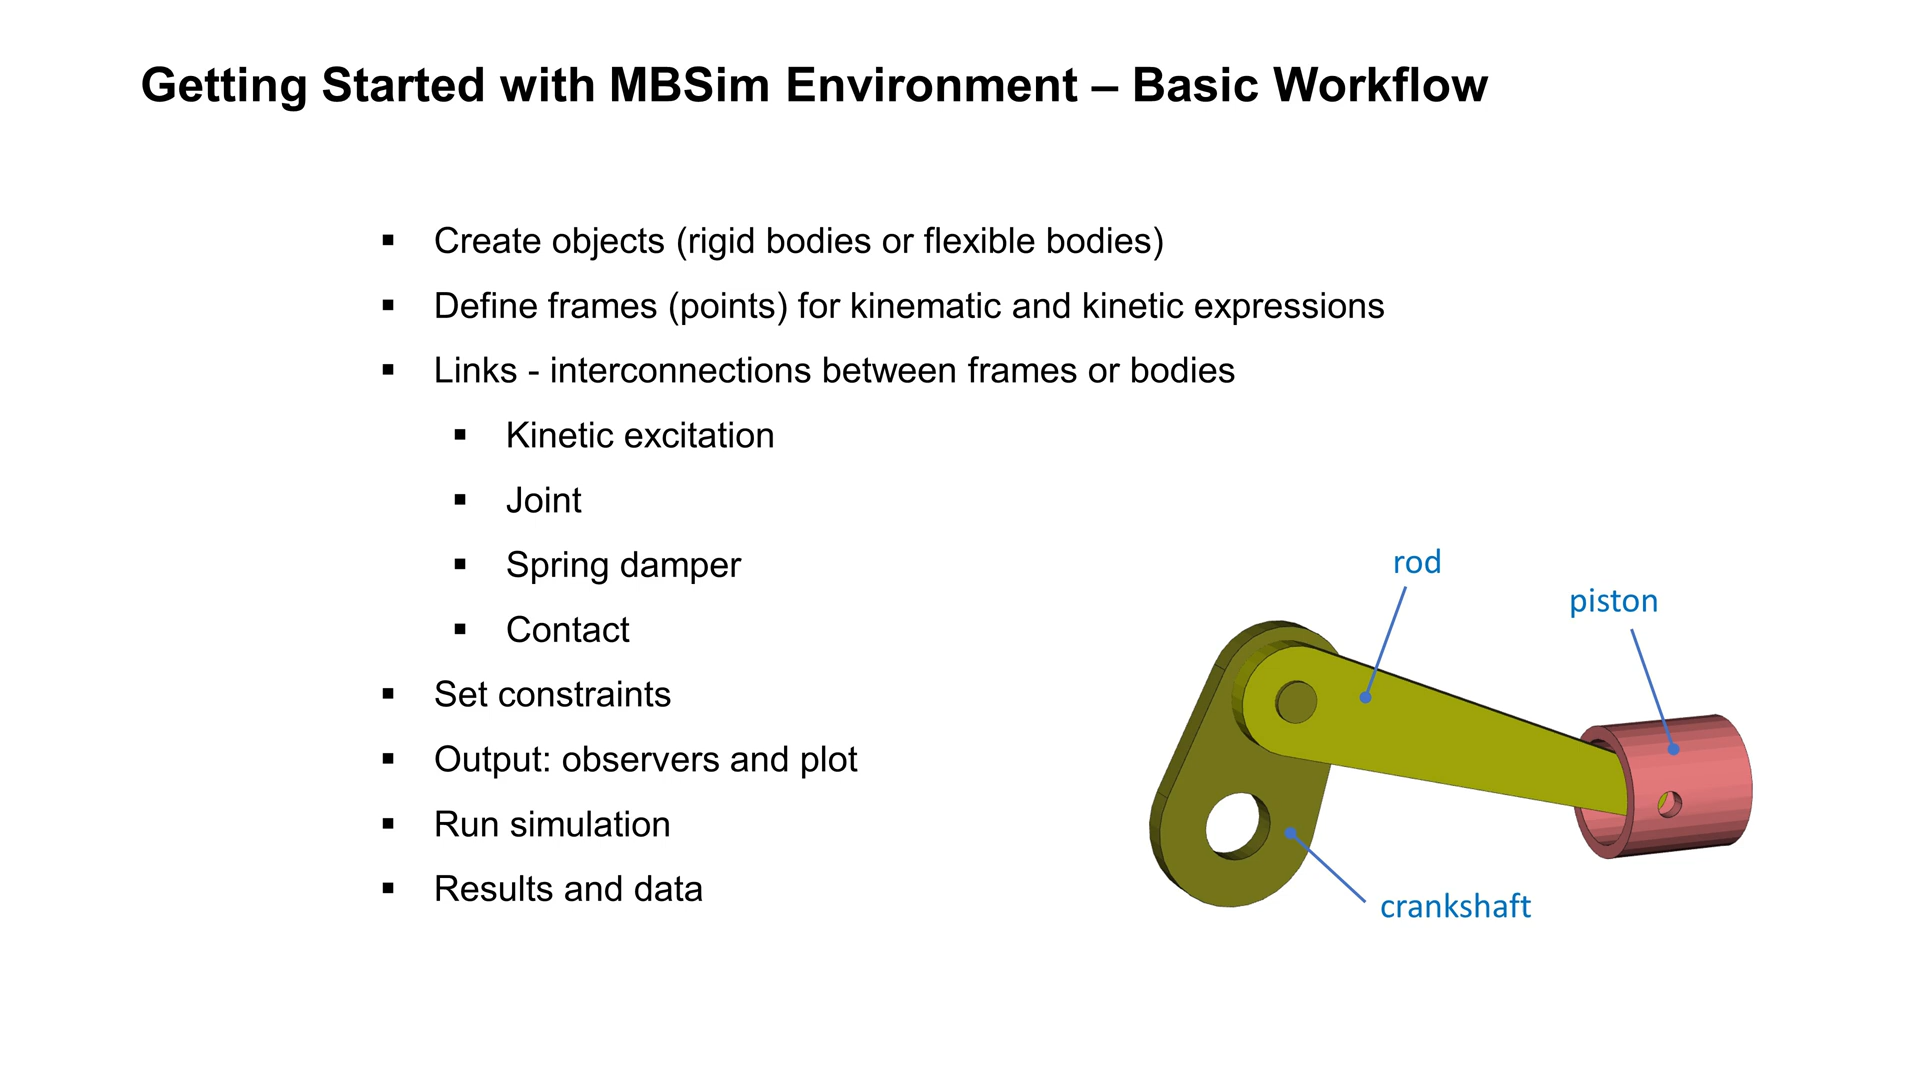 Getting Started with MBSim Environment – Basic Workflow
▪ Create objects (rigid bodies or flexible bodies)
▪ Define frames (points) for kinematic and kinetic expressions
▪ Links - interconnections between frames or bodies
▪ Kinetic excitation
▪ Joint
▪ Spring damper
▪ Contact
▪ Set constraints
▪ Output: observers and plot
▪ Run simulation
▪ Results and data
rod
piston
crankshaft